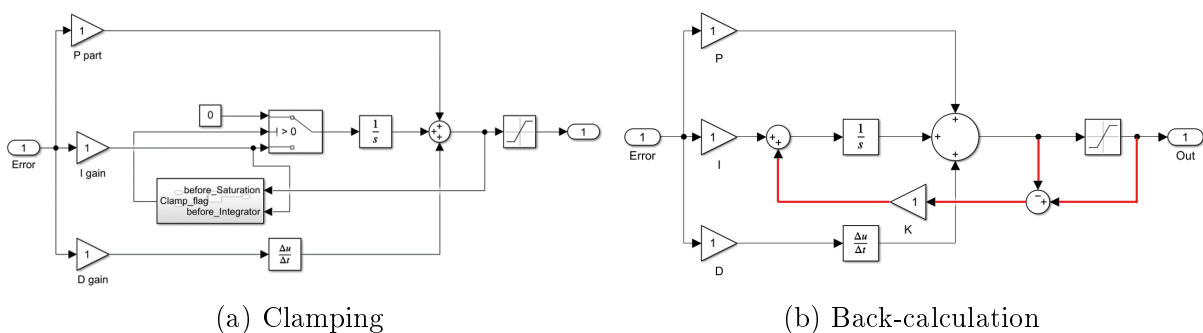 1
P part
0
> 0
1/s
+
+
+
1
1
Error
1
I gain
before_Saturation
Clamp_flag
before_Integrator
1
D gain
Δu/Δt
(a) Clamping
1
P
1
Error
1
I
+
+
1/s
+
+
+
1
Out
−
+
1
K
1
D
Δu/Δt
(b) Back-calculation